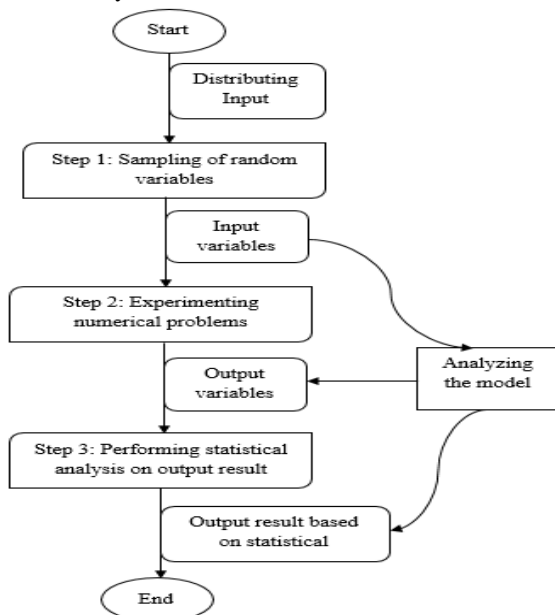 Start
Distributing
Input
Step 1: Sampling of random
variables
Input
variables
Step 2: Experimenting
numerical problems
Analyzing
the model
Output
variables
Step 3: Performing statistical
analysis on output result
Output result based
on statistical
End